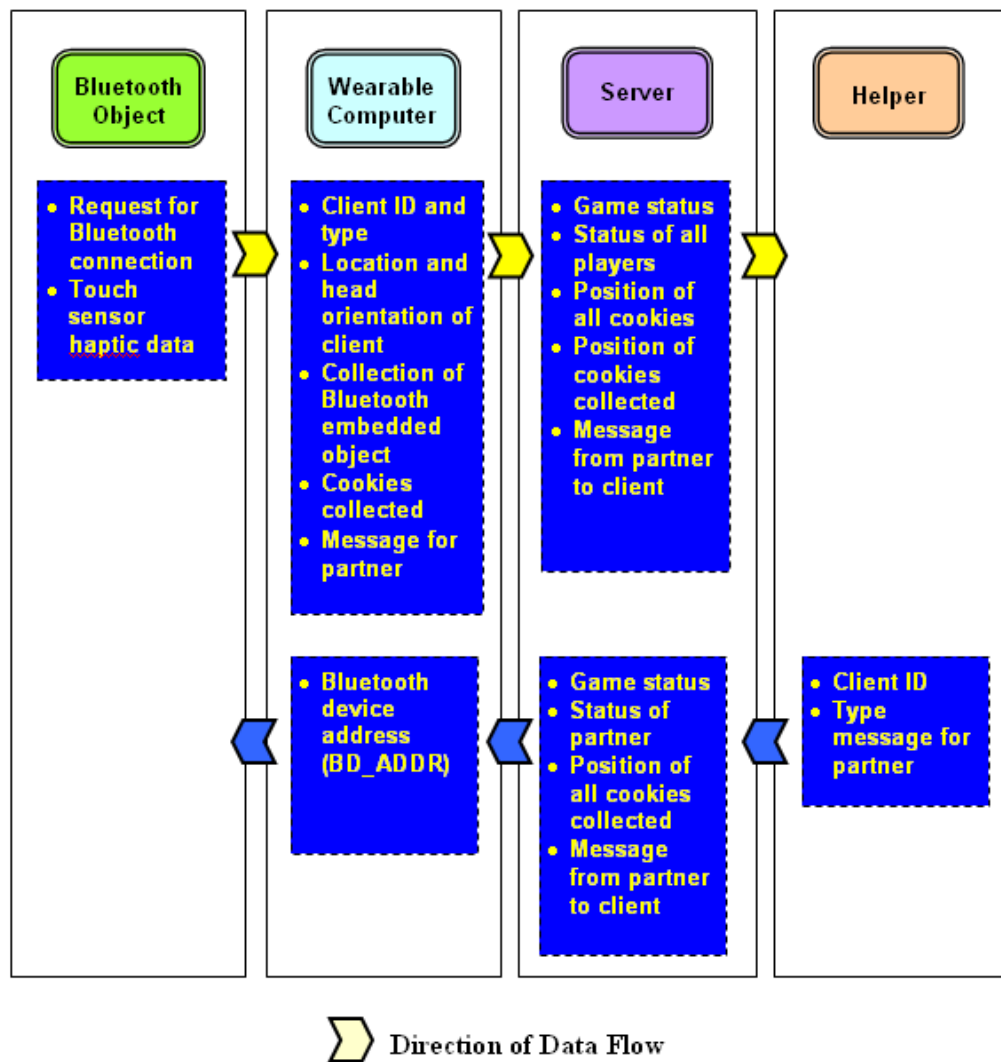 Bluetooth
Object
Wearable
Computer
Server
Helper
• Request for
Bluetooth
connection
• Touch
sensor
haptic data
• Client ID and
type
• Location and
head
orientation of
client
• Collection of
Bluetooth
embedded
object
• Cookies
collected
• Message for
partner
• Game status
• Status of all
players
• Position of
all cookies
• Position of
cookies
collected
• Message
from partner
to client
• Bluetooth
device
address
(BD_ADDR)
• Game status
• Status of
partner
• Position of
all cookies
collected
• Message
from partner
to client
• Client ID
• Type
message for
partner
Direction of Data Flow